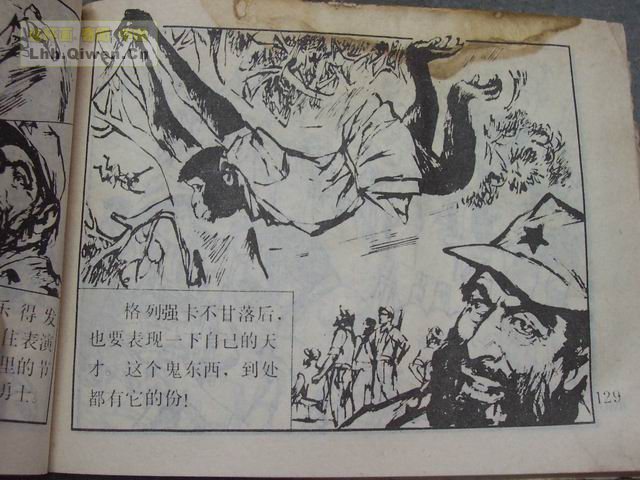 Lhh.Qiwen.Cn
乐得发
住表演
里的节
勇士。
格列强卡不甘落后，
也要表现一下自己的天
才。这个鬼东西，到处
都有它的份！
129